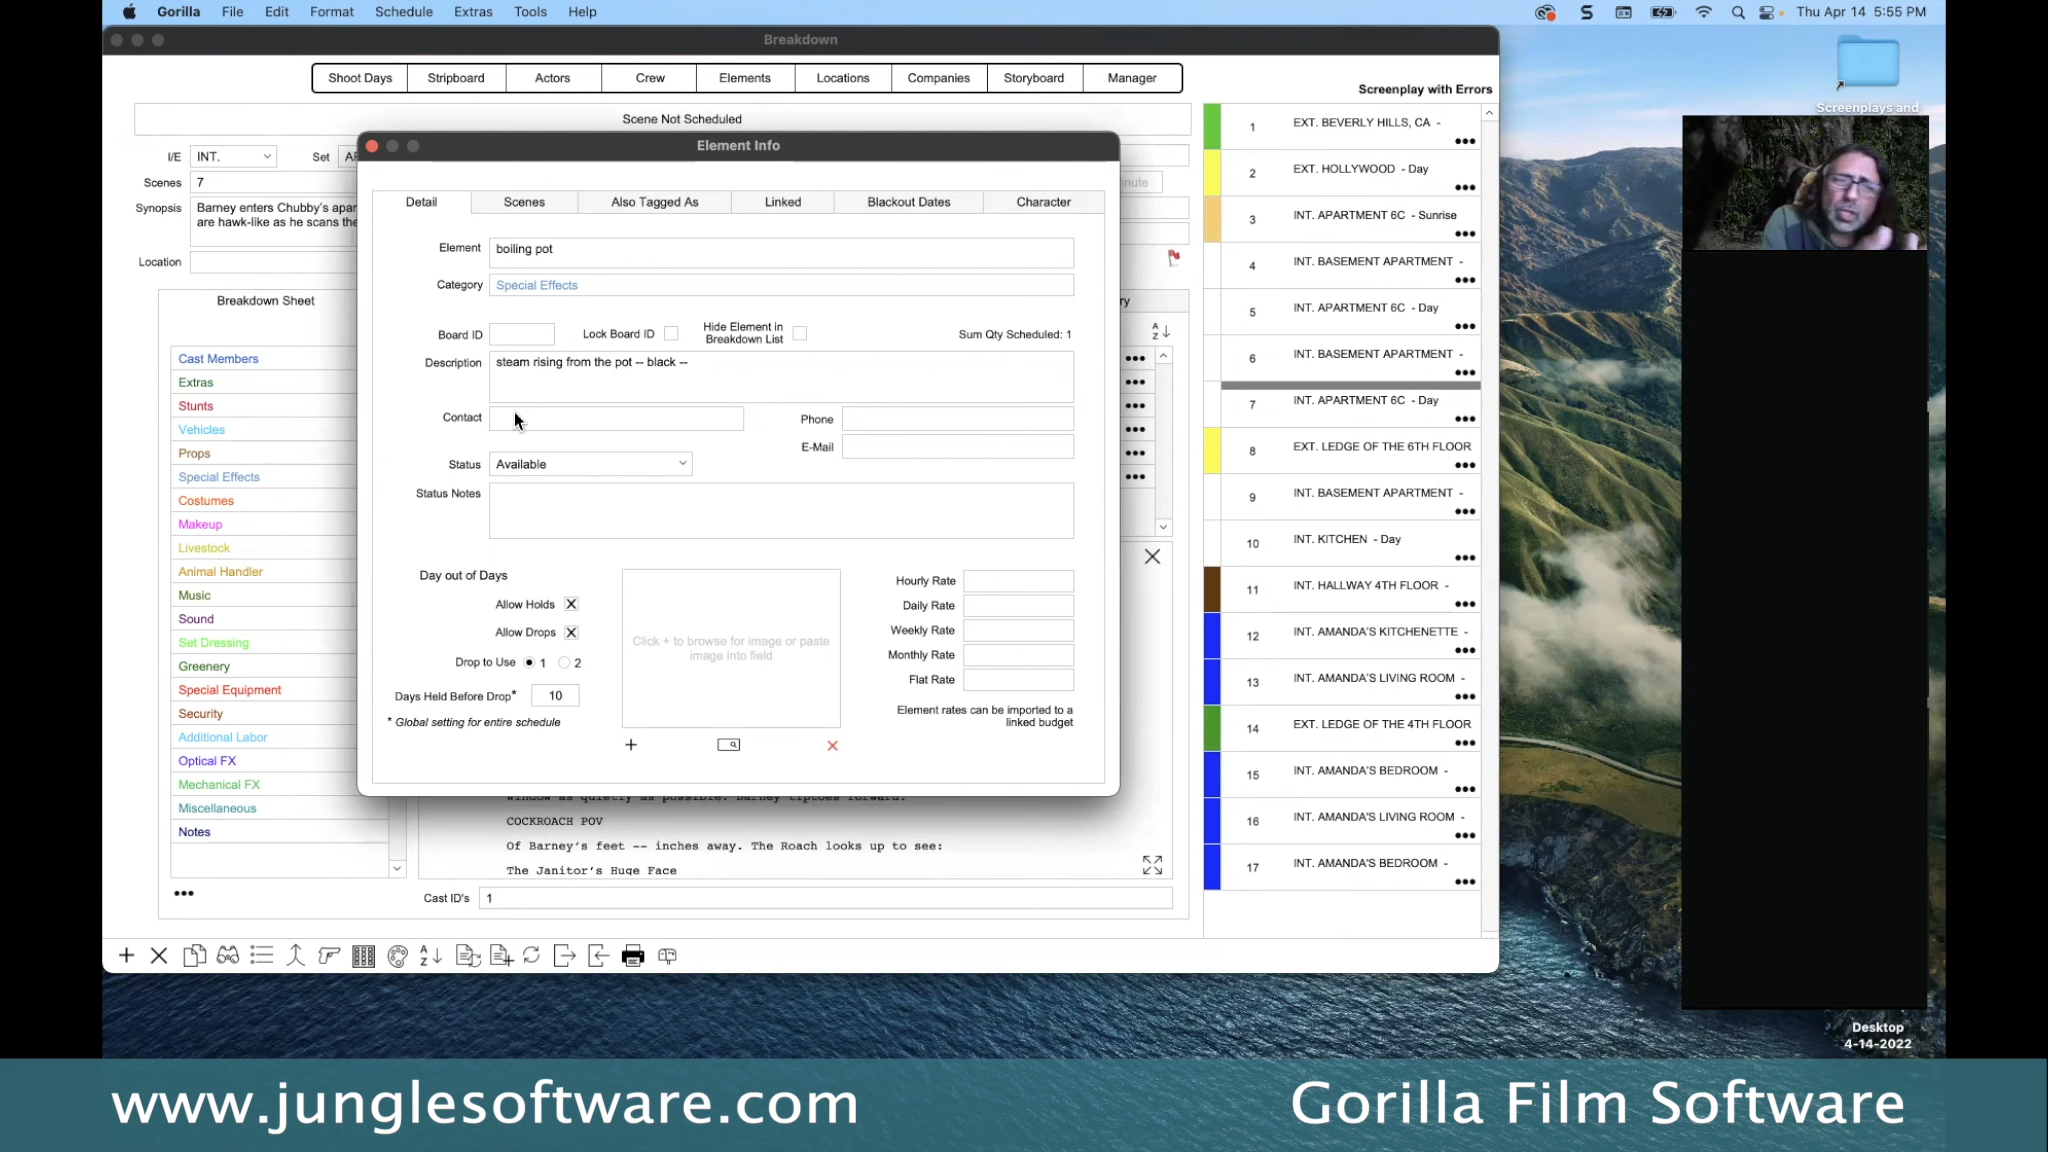 Gorilla File Edit Format Schedule Extras Tools Help
Thu Apr 14 5:55 PM
Breakdown
Shoot Days Stripboard Actors Crew Elements Locations Companies Storyboard Manager
Screenplay with Errors
Screenplays and
Scene Not Scheduled
I/E INT. Set
Scenes 7
Synopsis Barney enters Chubby's apar
are hawk-like as he scans the
Location
Breakdown Sheet
Cast Members
Extras
Stunts
Vehicles
Props
Special Effects
Costumes
Makeup
Livestock
Animal Handler
Music
Sound
Set Dressing
Greenery
Special Equipment
Security
Additional Labor
Optical FX
Mechanical FX
Miscellaneous
Notes
Element Info
Detail Scenes Also Tagged As Linked Blackout Dates Character
Element boiling pot
Category Special Effects
Board ID Lock Board ID Hide Element in
Breakdown List
Sum Qty Scheduled: 1
Description steam rising from the pot -- black --
Contact
Phone
E-Mail
Status Available
Status Notes
Day out of Days
Allow Holds X
Allow Drops X
Drop to Use 1 2
Days Held Before Drop* 10
* Global setting for entire schedule
Click + to browse for image or paste
image into field
Hourly Rate
Daily Rate
Weekly Rate
Monthly Rate
Flat Rate
Element rates can be imported to a
linked budget
window as quietly as possible. Barney tiptoes forward.
COCKROACH POV
Of Barney's feet -- inches away. The Roach looks up to see:
The Janitor's Huge Face
Cast ID's 1
1 EXT. BEVERLY HILLS, CA -
2 EXT. HOLLYWOOD - Day
3 INT. APARTMENT 6C - Sunrise
4 INT. BASEMENT APARTMENT -
5 INT. APARTMENT 6C - Day
6 INT. BASEMENT APARTMENT -
7 INT. APARTMENT 6C - Day
8 EXT. LEDGE OF THE 6TH FLOOR
9 INT. BASEMENT APARTMENT -
10 INT. KITCHEN - Day
11 INT. HALLWAY 4TH FLOOR -
12 INT. AMANDA'S KITCHENETTE -
13 INT. AMANDA'S LIVING ROOM -
14 EXT. LEDGE OF THE 4TH FLOOR
15 INT. AMANDA'S BEDROOM -
16 INT. AMANDA'S LIVING ROOM -
17 INT. AMANDA'S BEDROOM -
Desktop
4-14-2022
www.junglesoftware.com
Gorilla Film Software